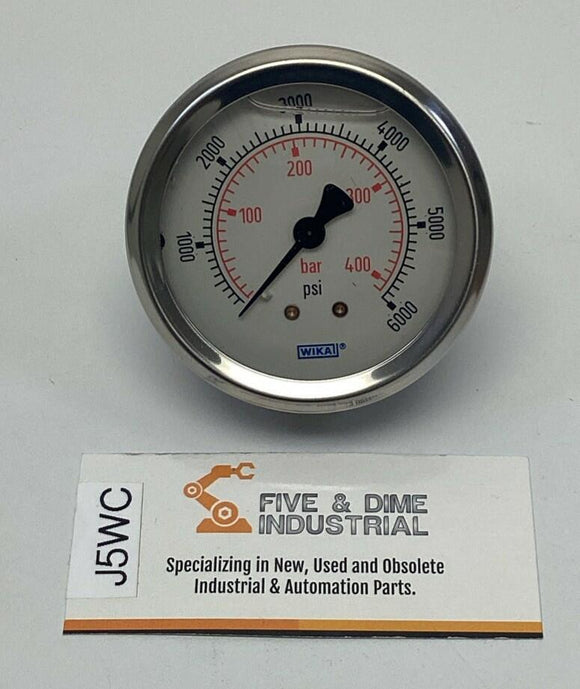 3000
2000
4000
200
300
100
5000
1000
bar
400
psi
6000
WIKA ®
J5WC
FIVE & DIME
INDUSTRIAL
Specializing in New, Used and Obsolete
Industrial & Automation Parts.